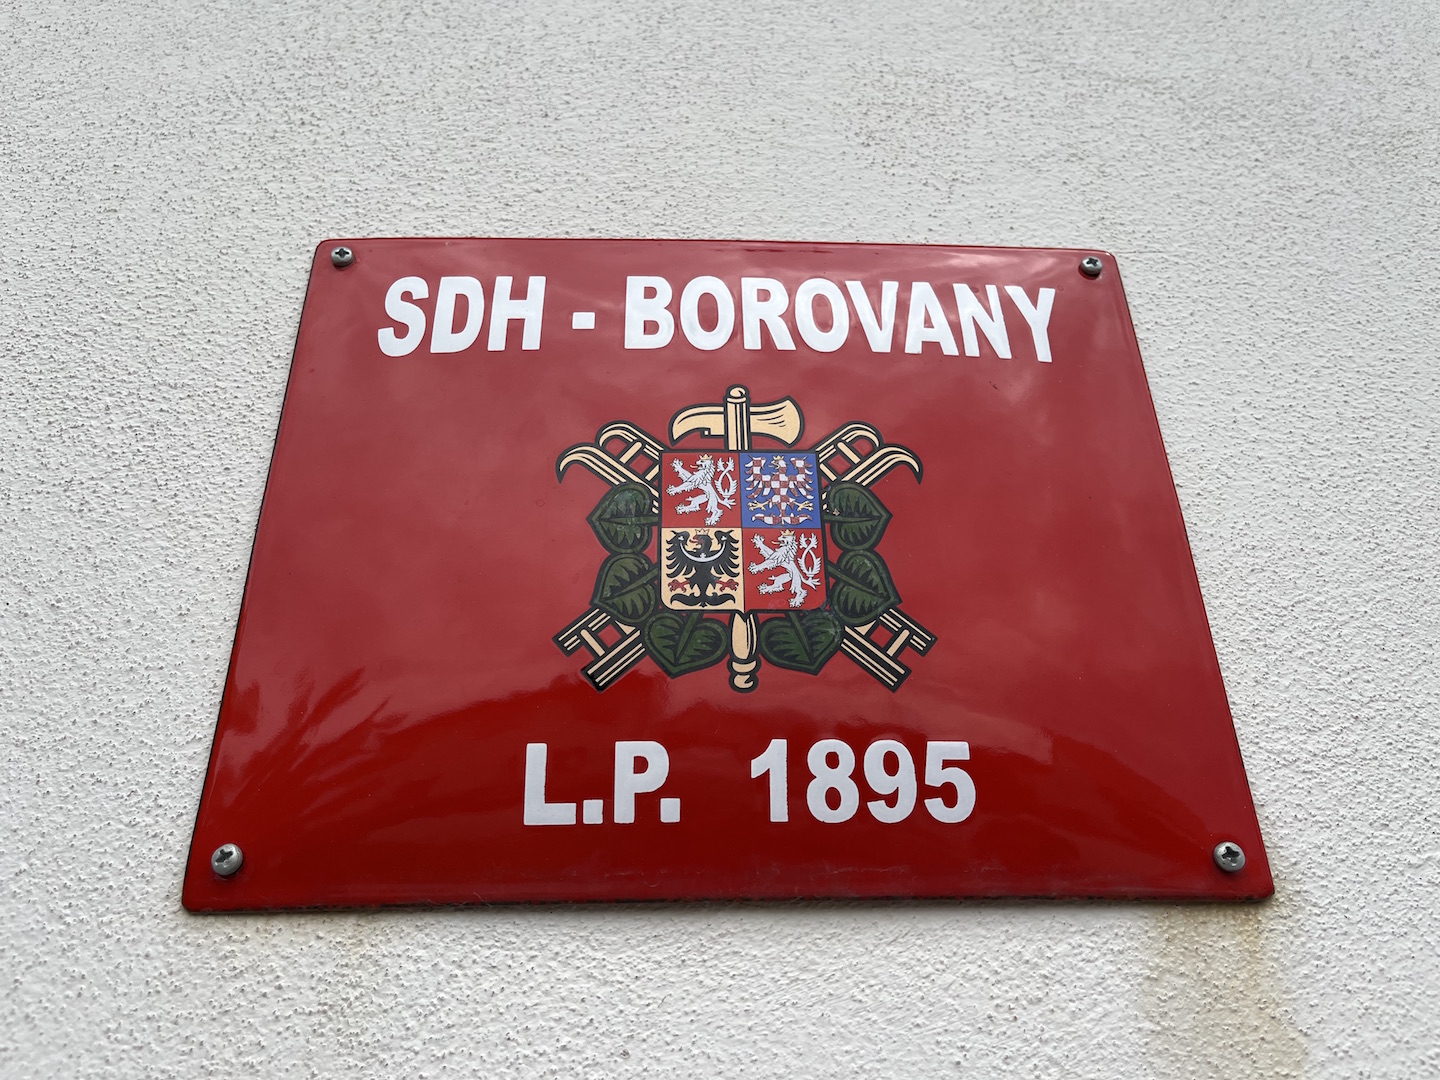 SDH - BOROVANY
L.P. 1895